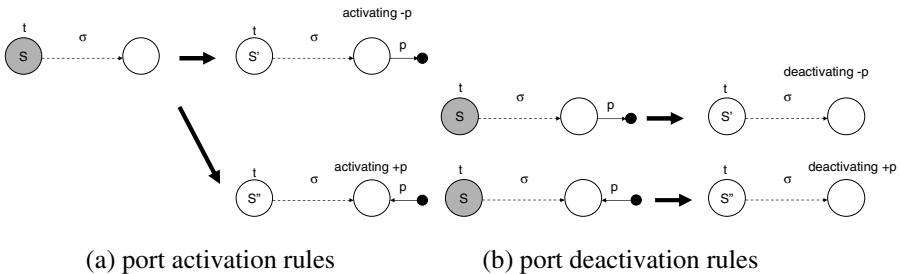 activating -p
t σ t σ p
S S'
deactivating -p
t σ p t σ
S S'
t activating +p t deactivating +p
σ p σ p t σ
S" S S"
(a) port activation rules (b) port deactivation rules